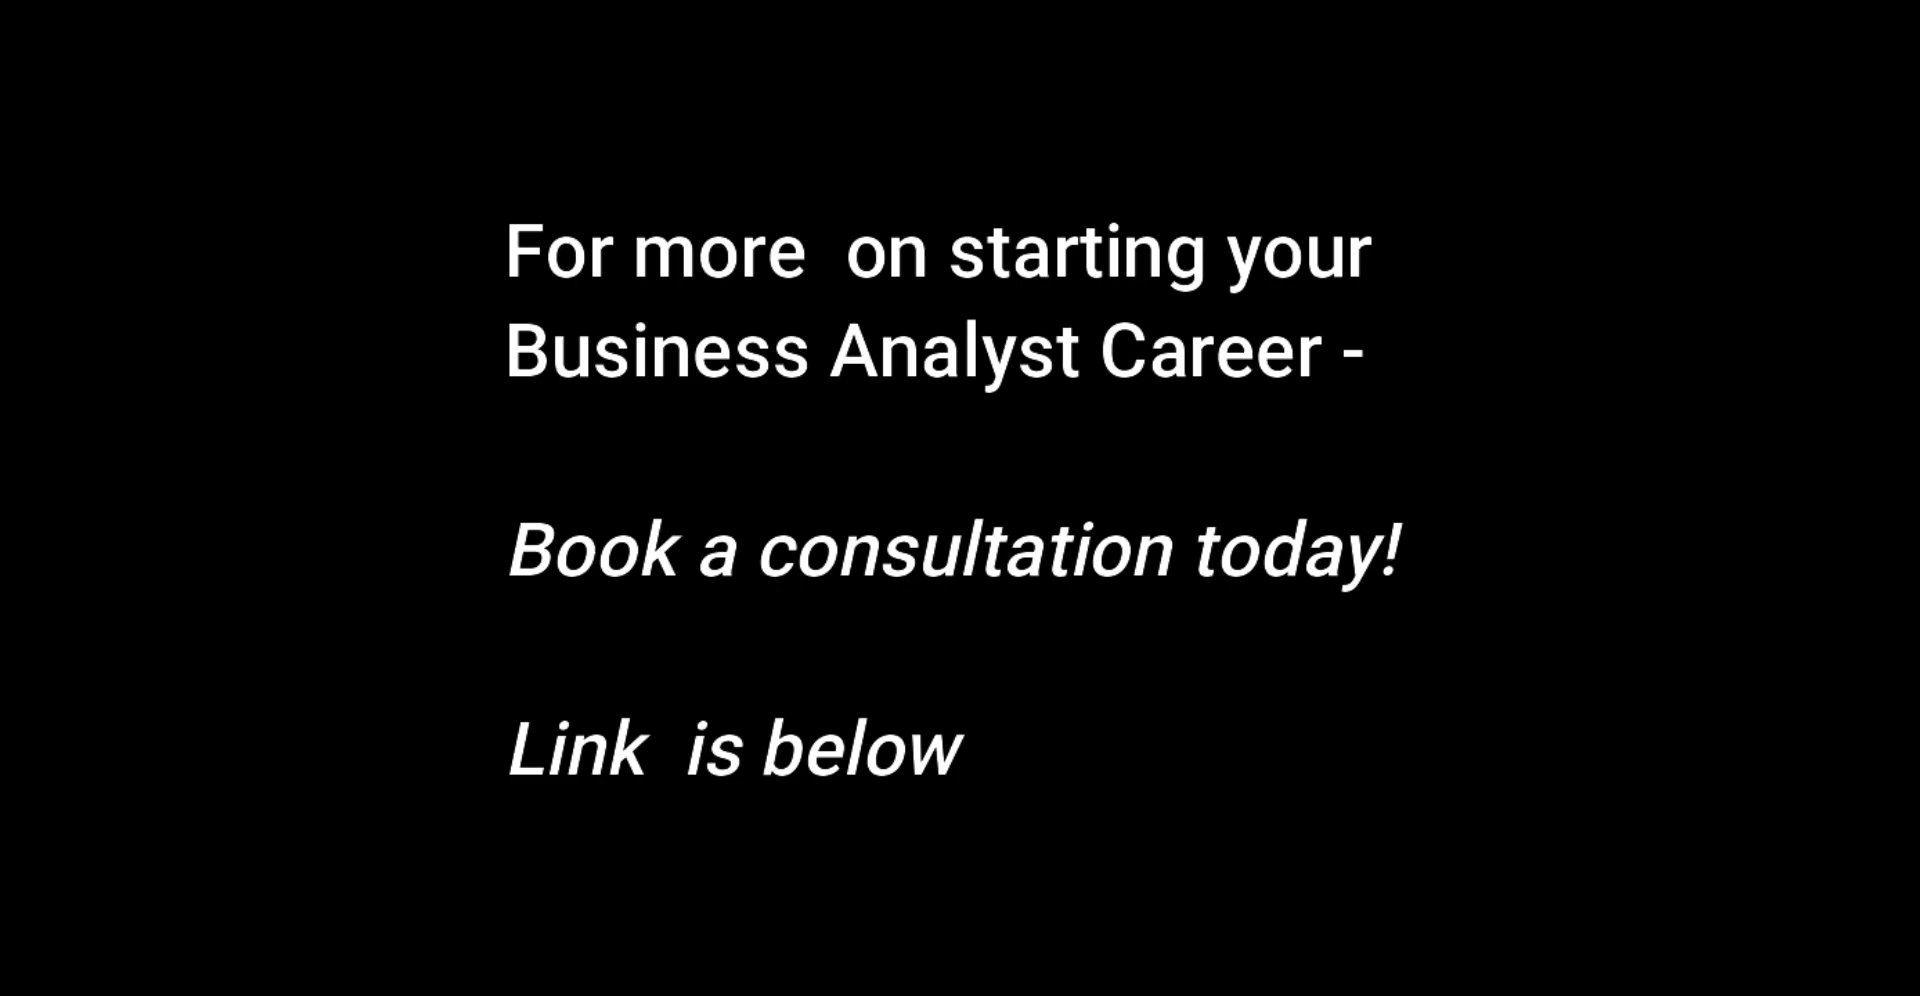 For more  on starting your
Business Analyst Career -
Book a consultation today!
Link  is below